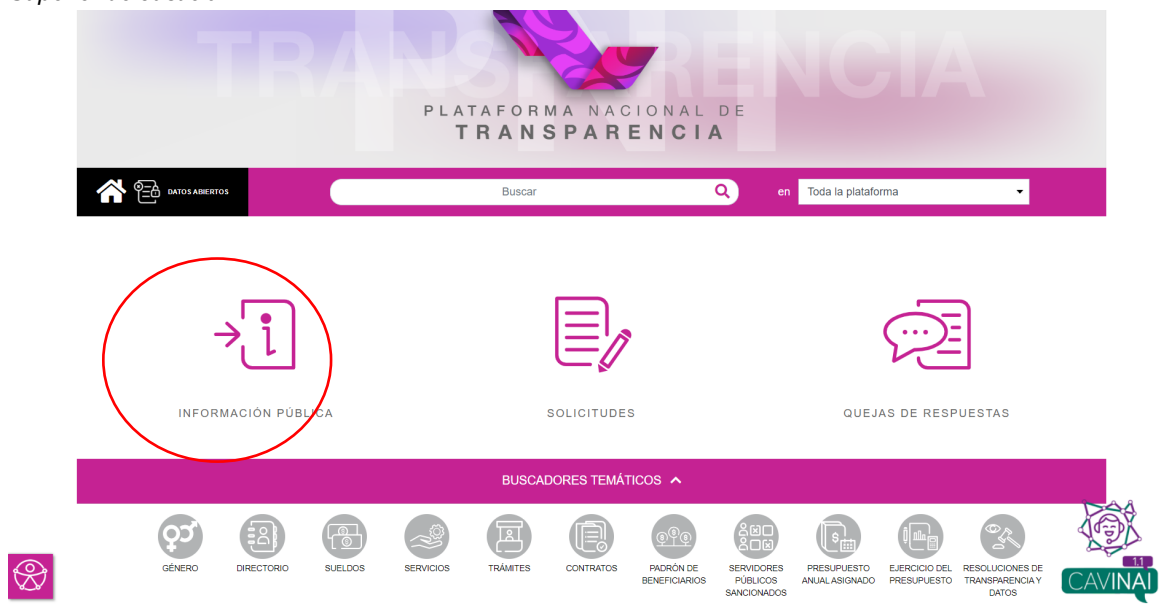 TRANSPARENCIA
PNT
PLATAFORMA NACIONAL DE
TRANSPARENCIA
DATOS ABIERTOS
Buscar
en
Toda la plataforma
INFORMACIÓN PÚBLICA
SOLICITUDES
QUEJAS DE RESPUESTAS
BUSCADORES TEMÁTICOS
GÉNERO
DIRECTORIO
SUELDOS
SERVICIOS
TRÁMITES
CONTRATOS
PADRÓN DE
BENEFICIARIOS
SERVIDORES
PÚBLICOS
SANCIONADOS
PRESUPUESTO
ANUAL ASIGNADO
EJERCICIO DEL
PRESUPUESTO
RESOLUCIONES DE
TRANSPARENCIA Y
DATOS
1.1
CAVINAI